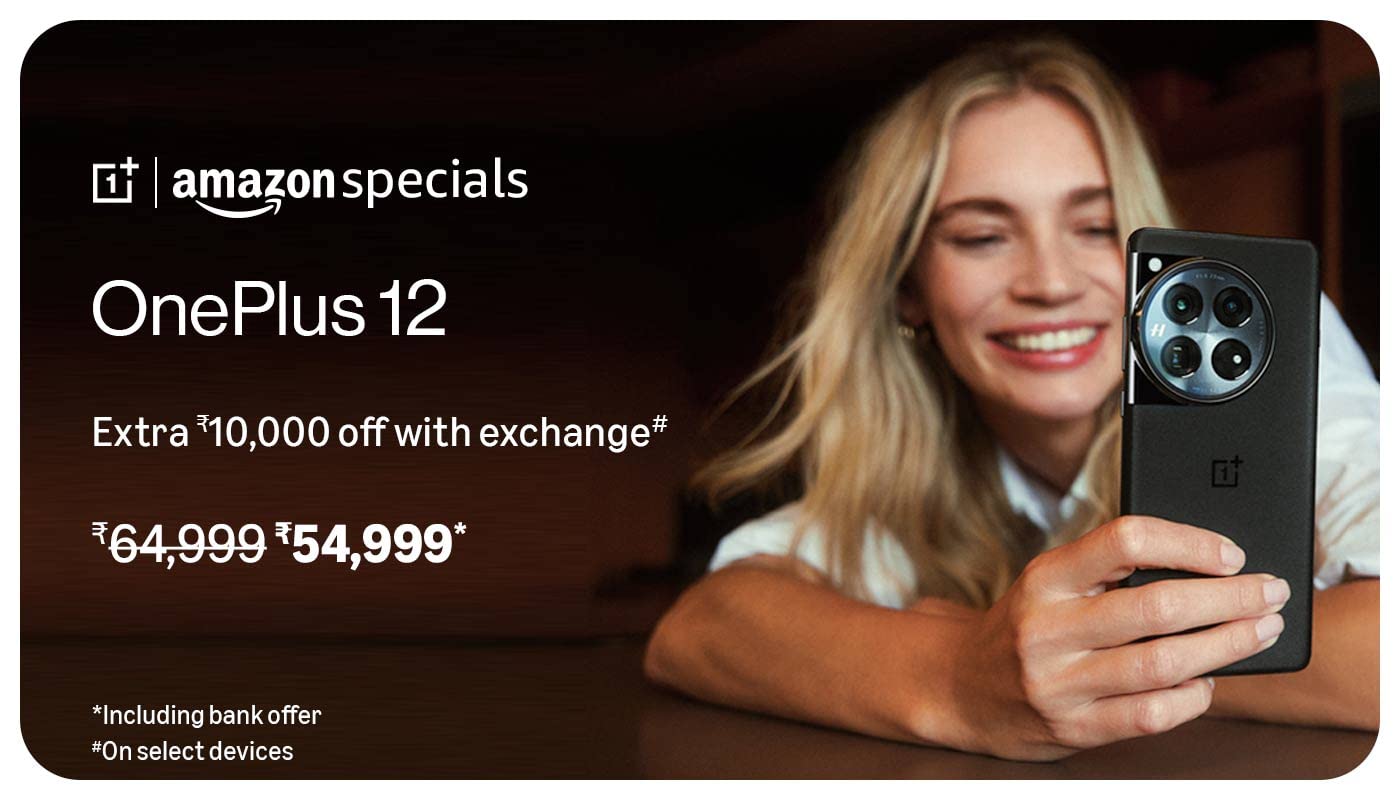 1+ | amazon specials
OnePlus 12
Extra ₹10,000 off with exchange#
₹64,999 ₹54,999*
*Including bank offer
#On select devices